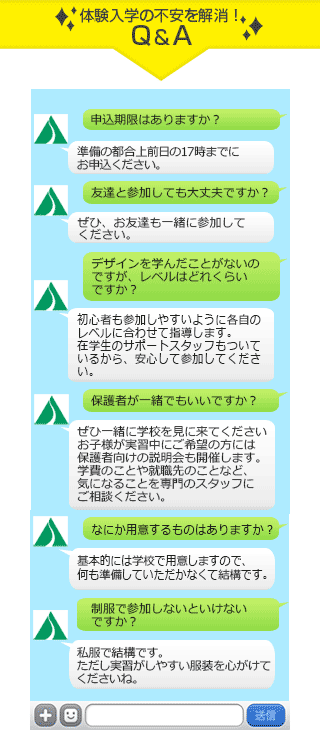 体験入学の不安を解消！
Q&A
申込期限はありますか？
準備の都合上前日の17時までに
お申込ください。
友達と参加しても大丈夫ですか？
ぜひ、お友達も一緒に参加して
ください。
デザインを学んだことがないの
ですが、レベルはどれくらい
ですか？
初心者も参加しやすいように各自の
レベルに合わせて指導します。
在学生のサポートスタッフもついて
いるから、安心して参加してくださ
い。
保護者が一緒でもいいですか？
ぜひ一緒に学校を見に来てください
お子様が実習中にご希望の方には
保護者向けの説明会も開催します。
学費のことや就職先のことなど、
気になることを専門のスタッフに
ご相談ください。
なにか用意するものはありますか？
基本的には学校で用意しますので、
何も準備していただかなくて結構です。
制服で参加しないといけない
ですか？
私服で結構です。
ただし実習がしやすい服装を心がけて
くださいね。
送信